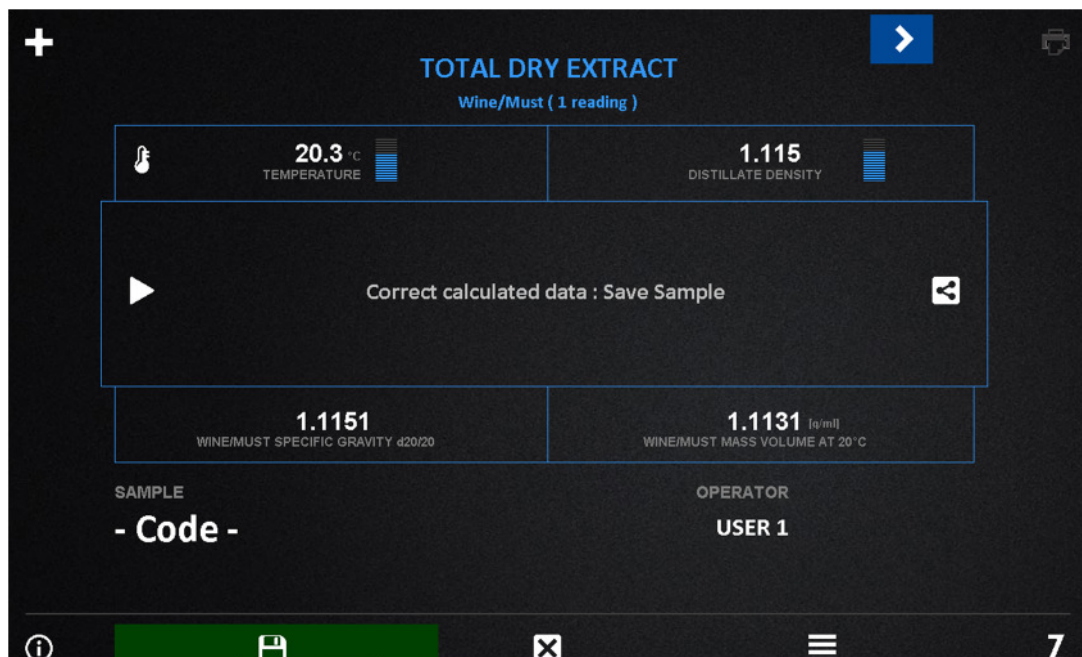 TOTAL DRY EXTRACT
Wine/Must ( 1 reading )
20.3 °C
TEMPERATURE
1.115
DISTILLATE DENSITY
Correct calculated data : Save Sample
1.1151
WINE/MUST SPECIFIC GRAVITY d20/20
1.1131 [g/ml]
WINE/MUST MASS VOLUME AT 20°C
SAMPLE
- Code -
OPERATOR
USER 1
7